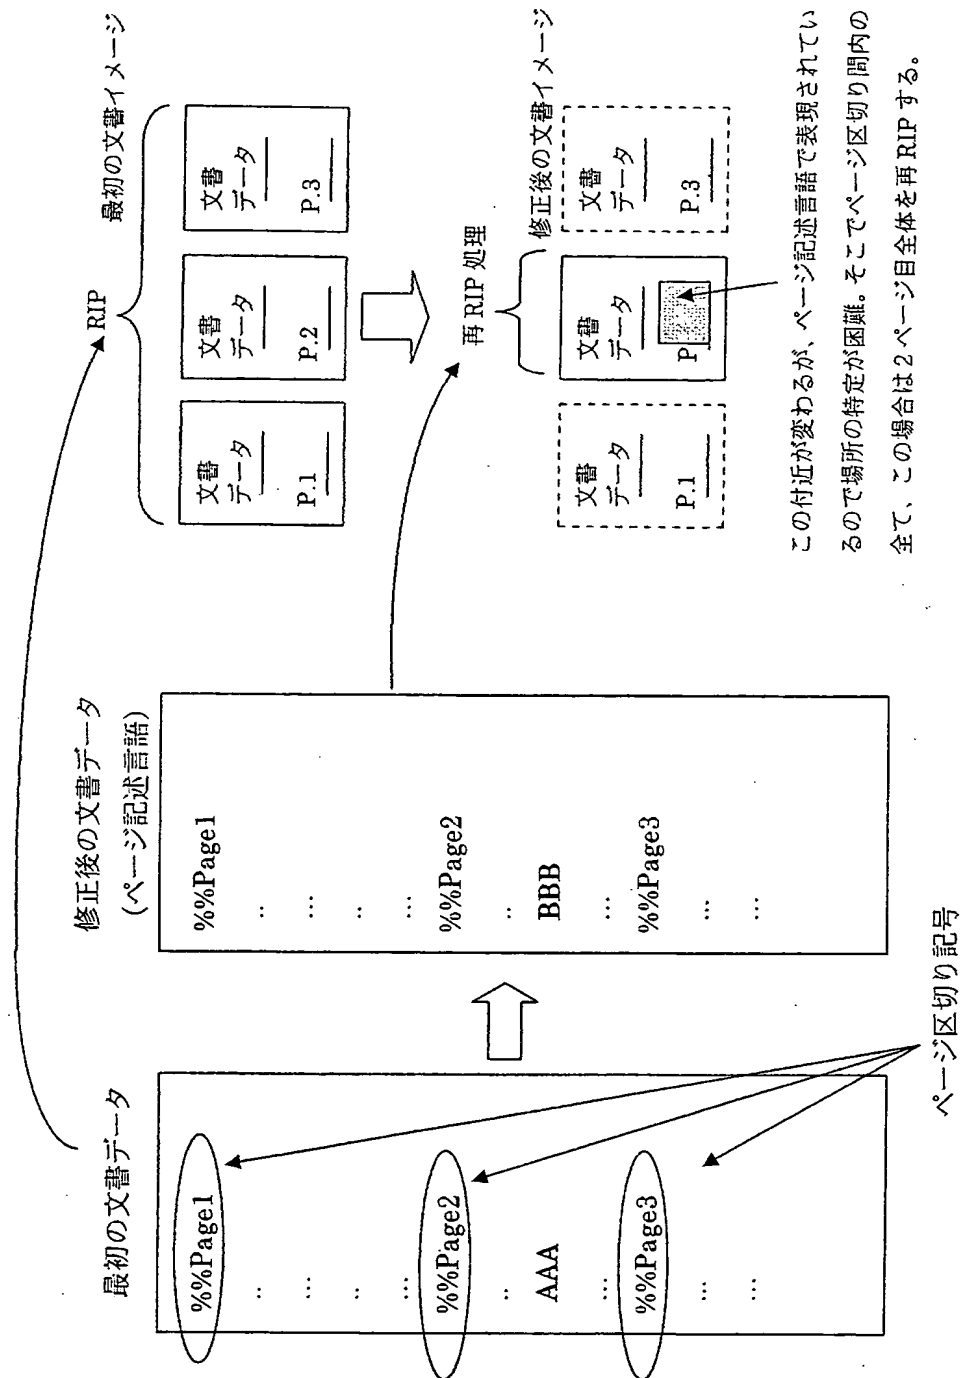 最初の文書データ
%%Page1
‥
…
‥
…
%%Page2
‥
AAA
…
%%Page3
…
…
ページ区切り記号
修正後の文書データ
(ページ記述言語)
%%Page1
‥
…
‥
…
%%Page2
‥
BBB
…
%%Page3
…
…
RIP
最初の文書イメージ
文書
データ
P.1
文書
データ
P.2
文書
データ
P.3
再RIP処理
修正後の文書イメージ
文書
データ
P.1
文書
データ
P
文書
データ
P.3
この付近が変わるが、ページ記述言語で表現されてい
るので場所の特定が困難。そこでページ区切り間内の
全て、この場合は2ページ目全体を再RIPする。